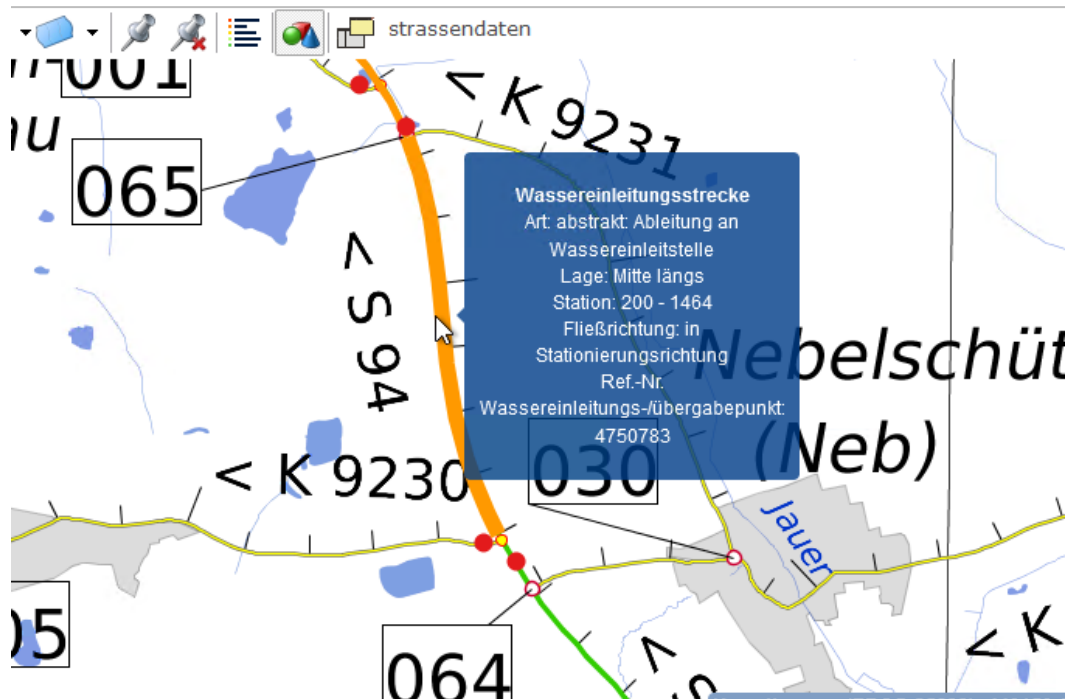 strassendaten
001
au
065
< K 9231
< S 94
Wassereinleitungsstrecke
Art: abstrakt: Ableitung an
Wassereinleitstelle
Lage: Mitte längs
Station: 200 - 1464
Fließrichtung: in
Stationierungsrichtung
Ref.-Nr.
Wassereinleitungs-/übergabepunkt:
4750783
Nebelschüt
(Neb)
< K 9230
030
Jauer
05
064
< K
< S